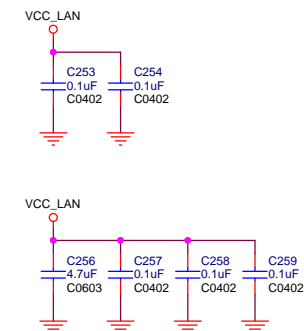 VCC_LAN
C253 C254
0.1uF 0.1uF
C0402 C0402
VCC_LAN
C256 C257 C258 C259
4.7uF 0.1uF 0.1uF 0.1uF
C0603 C0402 C0402 C0402